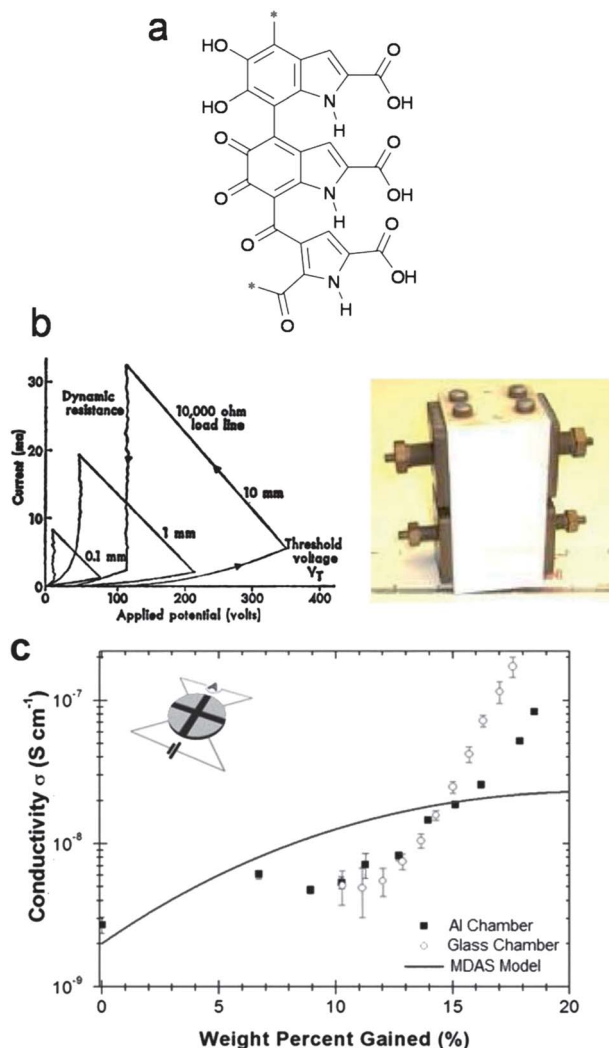 a
*
HO
HO
O
OH
N
H
O
O
O
OH
N
H
O
O
OH
N
H
*
O
b
Current (ma)
30
20
10
0
Dynamic
resistance
10,000 ohm
load line
10 mm
1 mm
0.1 mm
Threshold
voltage
VT
0 100 200 300 400
Applied potential (volts)
c
Conductivity σ (S cm⁻¹)
10⁻⁷
10⁻⁸
10⁻⁹
A
Al Chamber
Glass Chamber
MDAS Model
0 5 10 15 20
Weight Percent Gained (%)